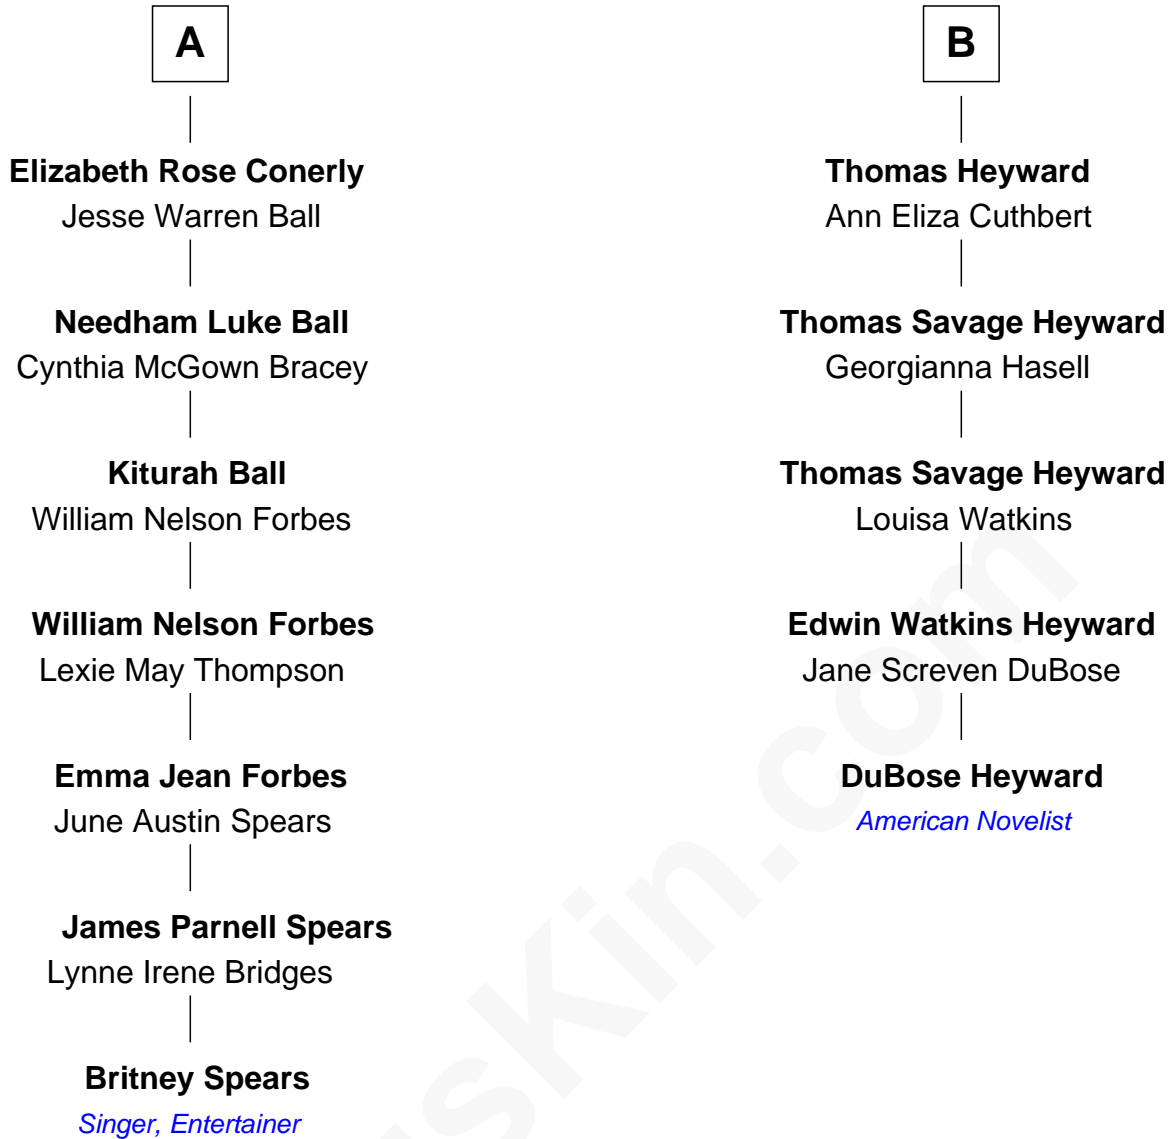 A
Elizabeth Rose Conerly
Jesse Warren Ball
Needham Luke Ball
Cynthia McGown Bracey
Kiturah Ball
William Nelson Forbes
William Nelson Forbes
Lexie May Thompson
Emma Jean Forbes
June Austin Spears
James Parnell Spears
Lynne Irene Bridges
Britney Spears
Singer, Entertainer
B
Thomas Heyward
Ann Eliza Cuthbert
Thomas Savage Heyward
Georgianna Hasell
Thomas Savage Heyward
Louisa Watkins
Edwin Watkins Heyward
Jane Screven DuBose
DuBose Heyward
American Novelist